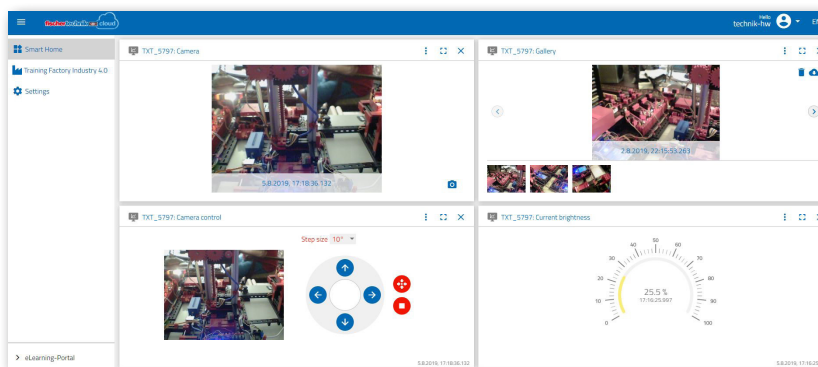 fischertechnik cloud
Hello
technik-hw
Smart Home
Training Factory Industry 4.0
Settings
eLearning-Portal
TXT_5797: Camera
5.8.2019, 17:18:36.132
TXT_5797: Gallery
2.8.2019, 22:15:53.263
TXT_5797: Camera control
Step size 10°
5.8.2019, 17:18:36.132
TXT_5797: Current brightness
0
10
20
30
40
50
60
70
80
90
100
25.5 %
17:16:25.997